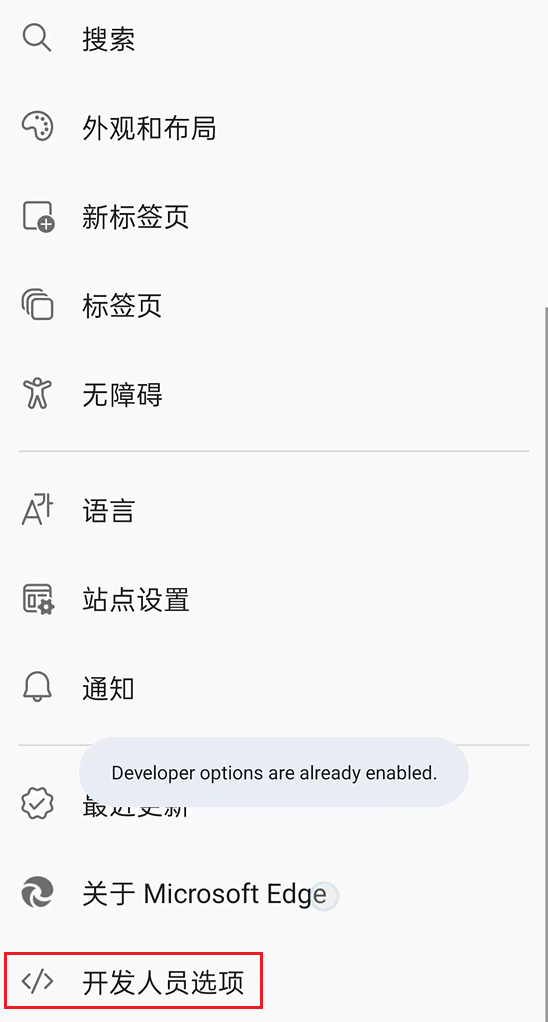 搜索
外观和布局
新标签页
标签页
无障碍
语言
站点设置
通知
Developer options are already enabled.
最近更新
关于 Microsoft Edge
开发人员选项